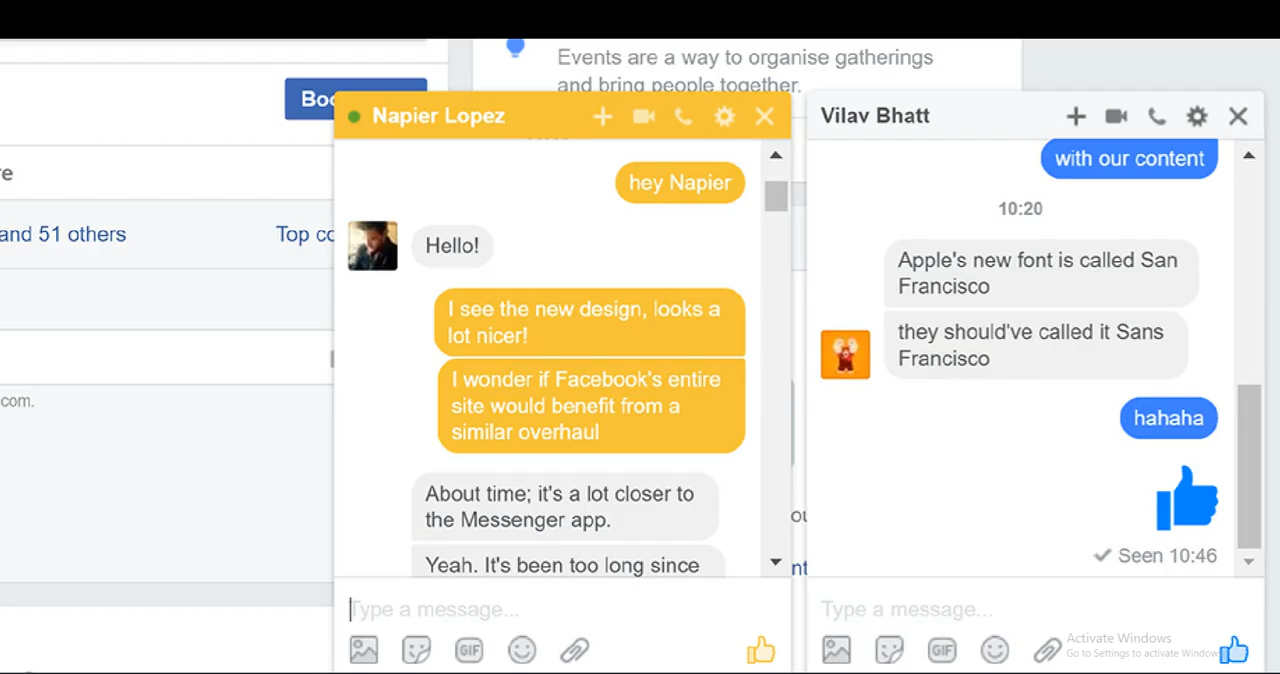 Events are a way to organise gatherings
and bring people together.
and 51 others
Top
com.
Napier Lopez
hey Napier
Hello!
I see the new design, looks a
lot nicer!
I wonder if Facebook's entire
site would benefit from a
similar overhaul
About time; it's a lot closer to
the Messenger app.
Yeah. It's been too long since
Type a message...
GIF
Vilav Bhatt
with our content
10:20
Apple's new font is called San
Francisco
they should've called it Sans
Francisco
hahaha
Seen 10:46
Type a message...
GIF
Activate Windows
Go to Settings to activate Window